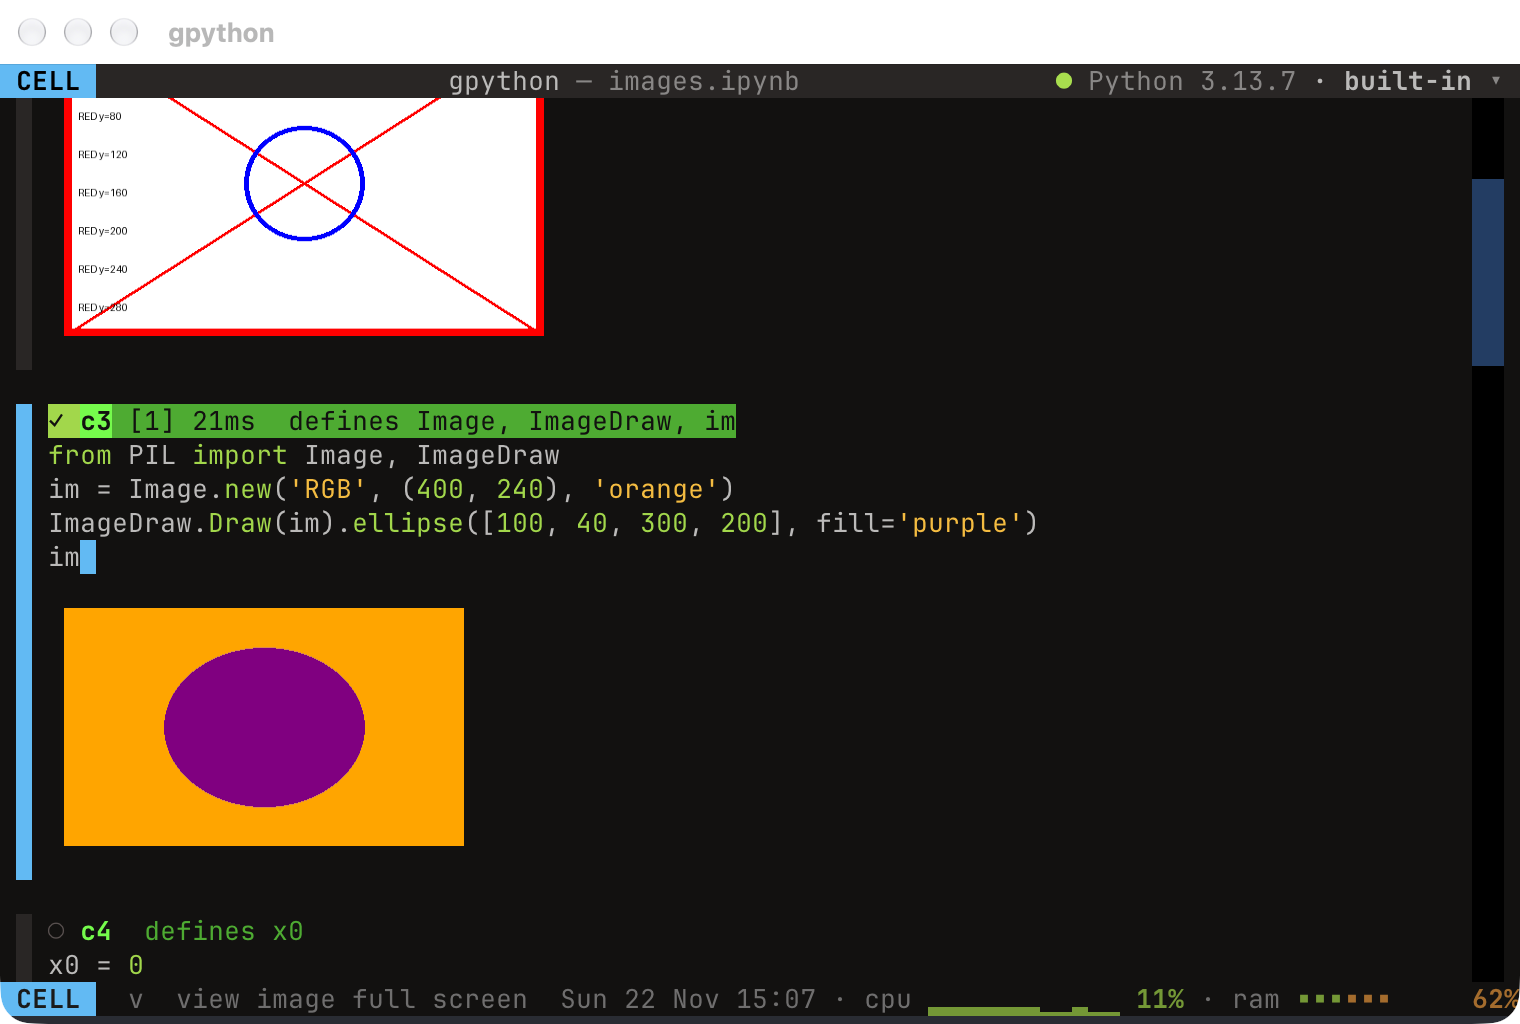 gpython
CELL gpython — images.ipynb Python 3.13.7 · built-in ▾
RED y=80
RED y=120
RED y=160
RED y=200
RED y=240
RED y=280
✓ c3 [1] 21ms defines Image, ImageDraw, im
from PIL import Image, ImageDraw
im = Image.new('RGB', (400, 240), 'orange')
ImageDraw.Draw(im).ellipse([100, 40, 300, 200], fill='purple')
im
○ c4 defines x0
x0 = 0
CELL v view image full screen Sun 22 Nov 15:07 · cpu 11% · ram 62%